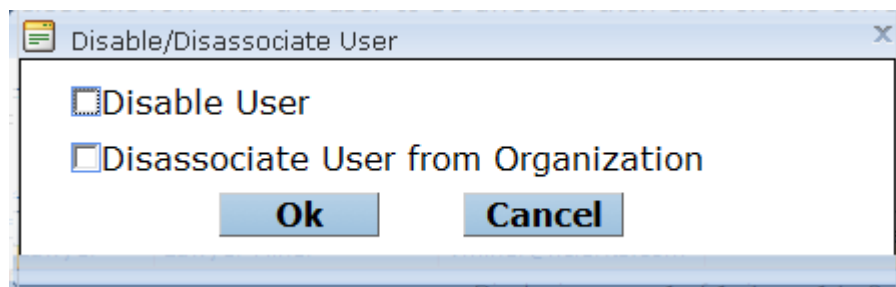 Disable/Disassociate User
x
Disable User
Disassociate User from Organization
Ok Cancel